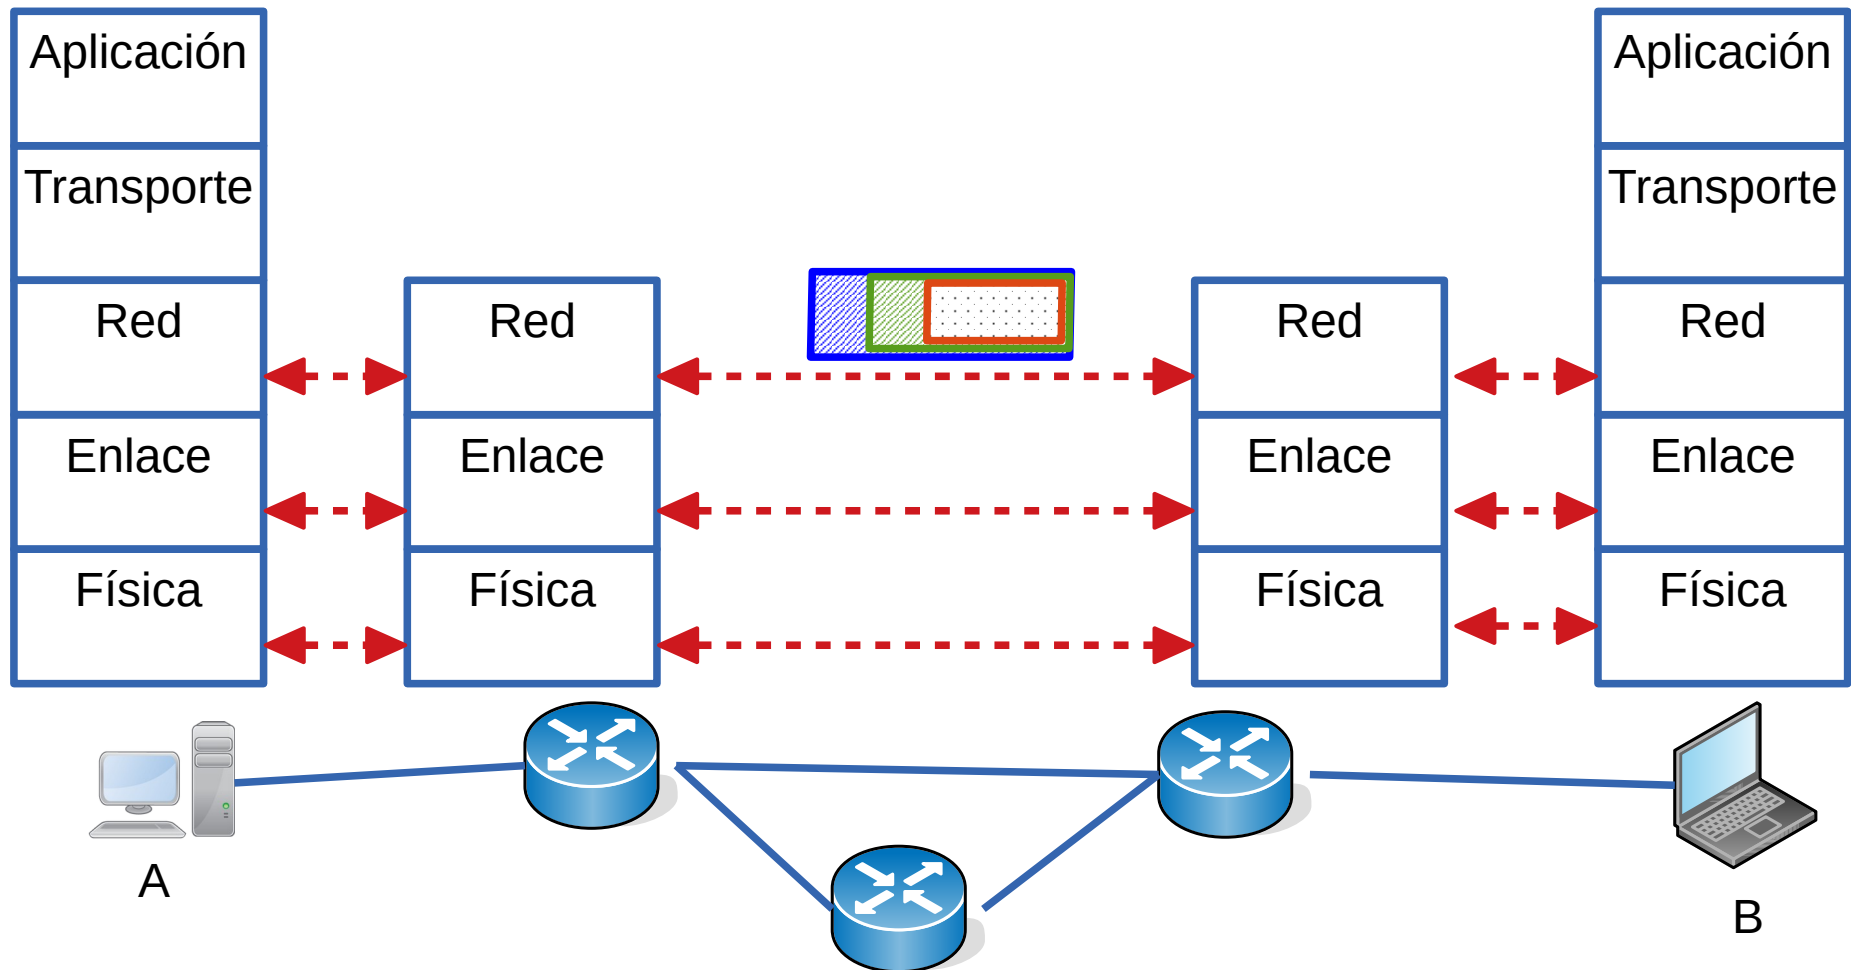 Aplicación
Transporte
Red
Enlace
Física
Red
Enlace
Física
Red
Enlace
Física
Aplicación
Transporte
Red
Enlace
Física
A
B